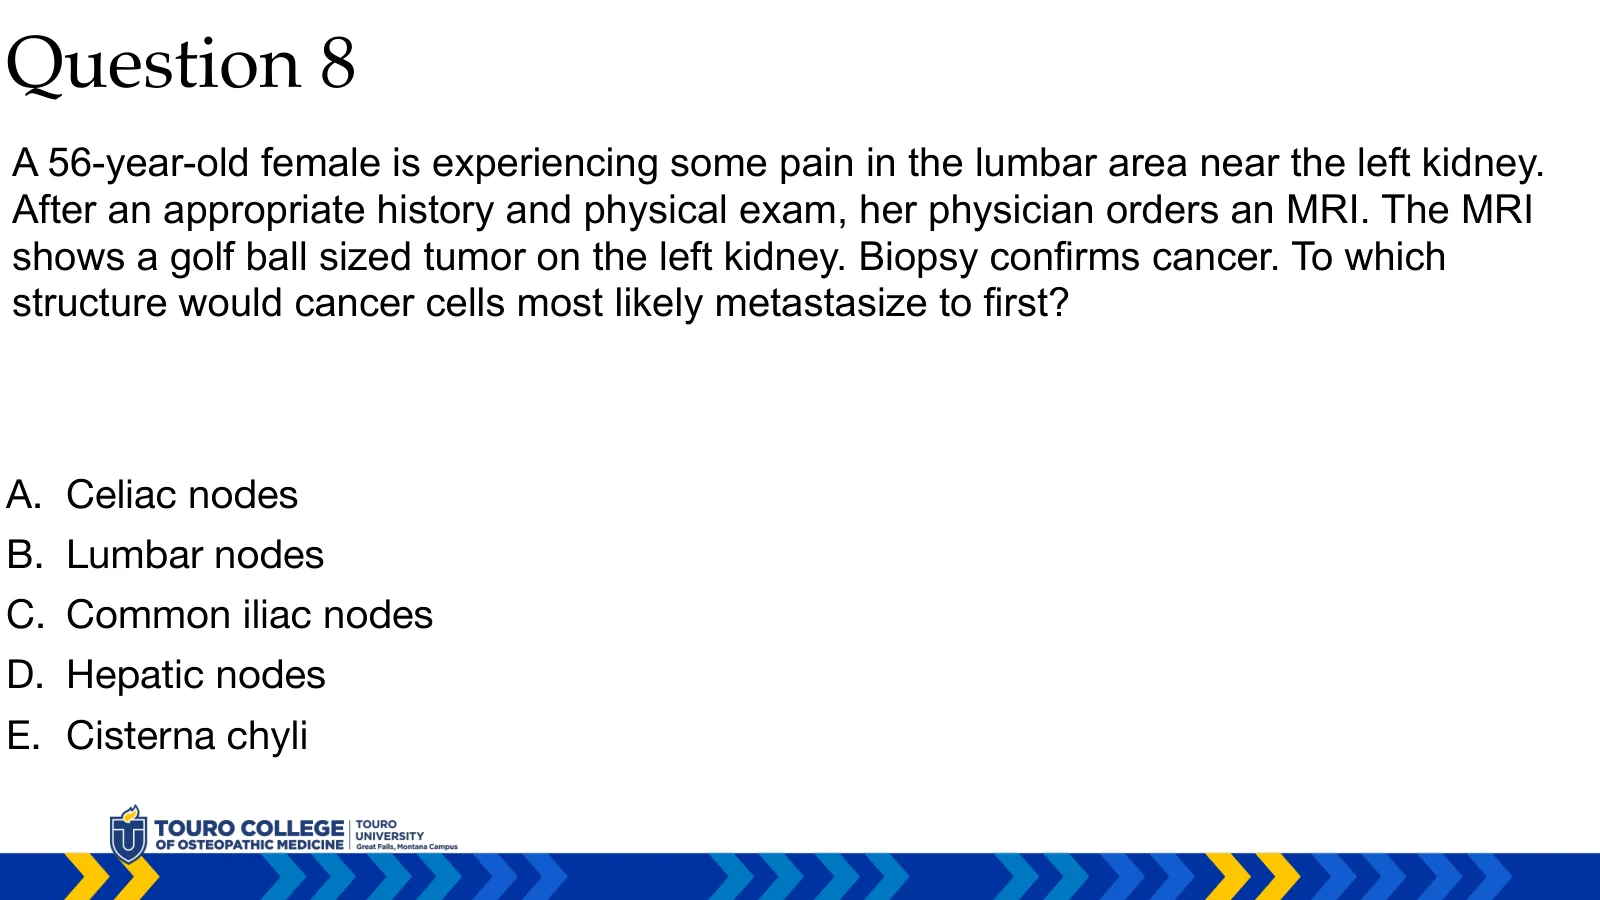 Question 8
A 56-year-old female is experiencing some pain in the lumbar area near the left kidney.
After an appropriate history and physical exam, her physician orders an MRI. The MRI
shows a golf ball sized tumor on the left kidney. Biopsy confirms cancer. To which
structure would cancer cells most likely metastasize to first?
A. Celiac nodes
B. Lumbar nodes
C. Common iliac nodes
D. Hepatic nodes
E. Cisterna chyli
TOURO COLLEGE
OF OSTEOPATHIC MEDICINE
TOURO
UNIVERSITY
Great Falls, Montana Campus